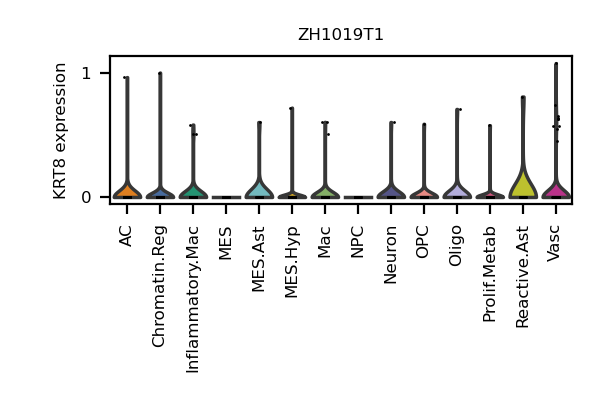 ZH1019T1
KRT8 expression
1
0
AC
Chromatin.Reg
Inflammatory.Mac
MES
MES.Ast
MES.Hyp
Mac
NPC
Neuron
OPC
Oligo
Prolif.Metab
Reactive.Ast
Vasc